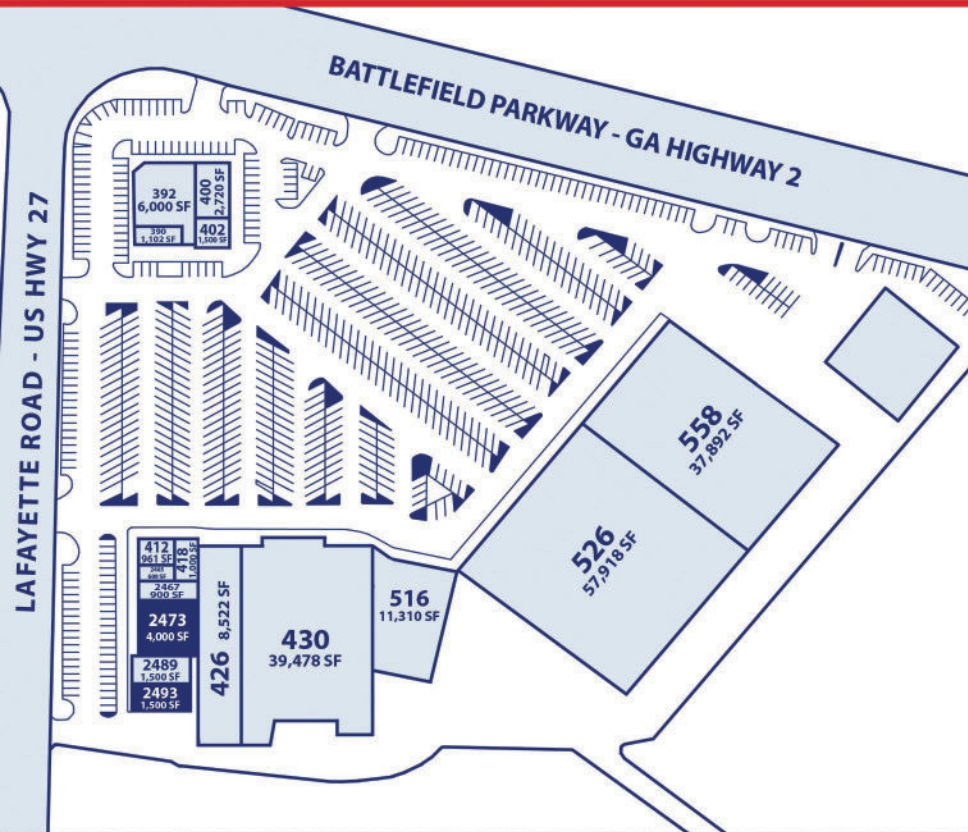 BATTLEFIELD PARKWAY - GA HIGHWAY 2
LAFAYETTE ROAD - US HWY 27
392
6,000 SF
400
2,720 SF
390
1,102 SF
402
1,500 SF
558
37,892 SF
526
57,918 SF
412
961 SF
418
1,000 SF
600 SF
2467
900 SF
2473
4,000 SF
2489
1,500 SF
2493
1,500 SF
426
8,522 SF
430
39,478 SF
516
11,310 SF